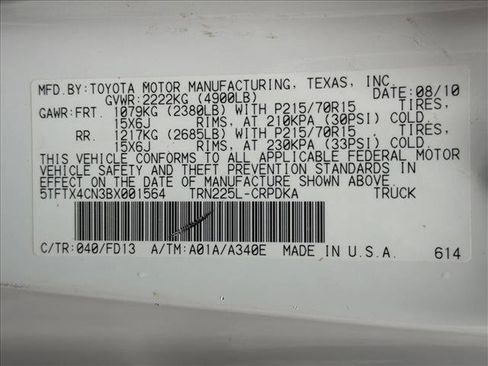 MFD.BY:TOYOTA MOTOR MANUFACTURING, TEXAS, INC.
GVWR:2222KG (4900LB) DATE: 08/10
GAWR:FRT. 1079KG (2380LB) WITH P215/70R15 TIRES,
15X6J RIMS, AT 210KPA (30PSI) COLD
RR. 1217KG (2685LB) WITH P215/70R15 . TIRES,
15X6J RIMS, AT 230KPA (33PSI) COLD
THIS VEHICLE CONFORMS TO ALL APPLICABLE FEDERAL MOTOR
VEHICLE SAFETY AND THEFT PREVENTION STANDARDS IN
EFFECT ON THE DATE OF MANUFACTURE SHOWN ABOVE.
5TFTX4CN3BX001564 TRN225L-CRPDKA TRUCK
C/TR:040/FD13 A/TM:A01A/A340E MADE IN U.S.A. 614